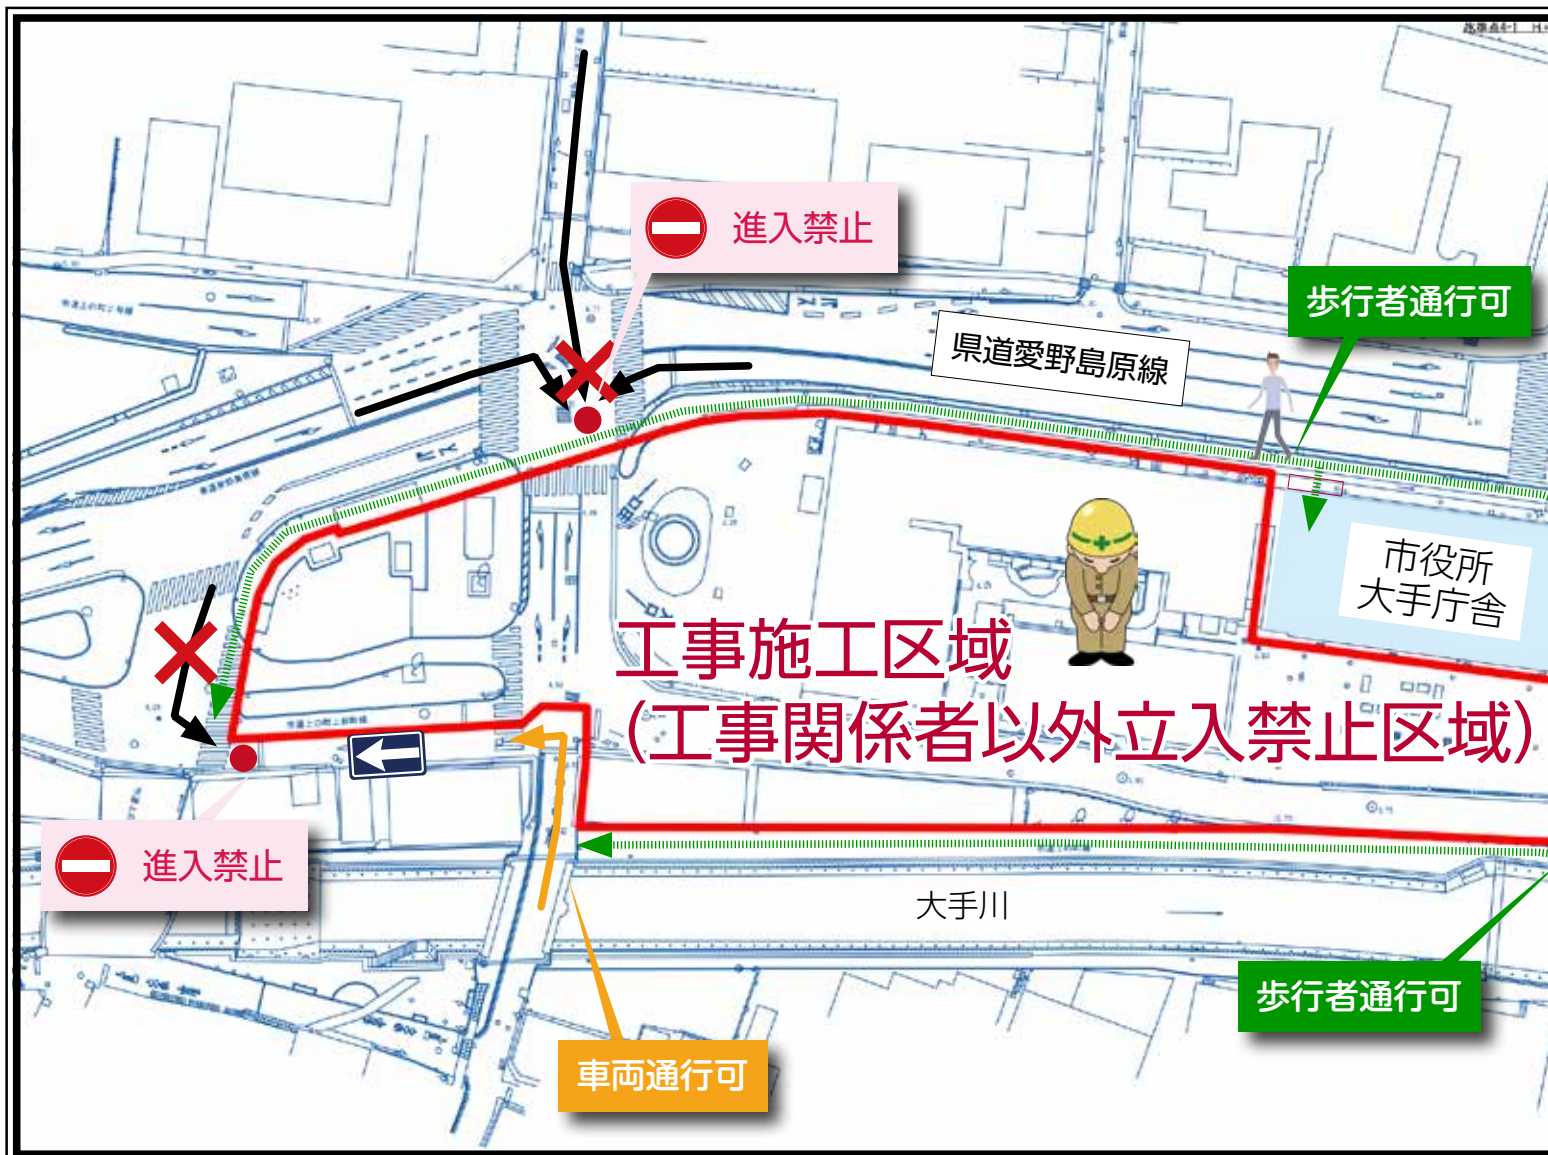 進入禁止
歩行者通行可
県道愛野島原線
市役所
大手庁舎
工事施工区域
（工事関係者以外立入禁止区域）
進入禁止
大手川
歩行者通行可
車両通行可